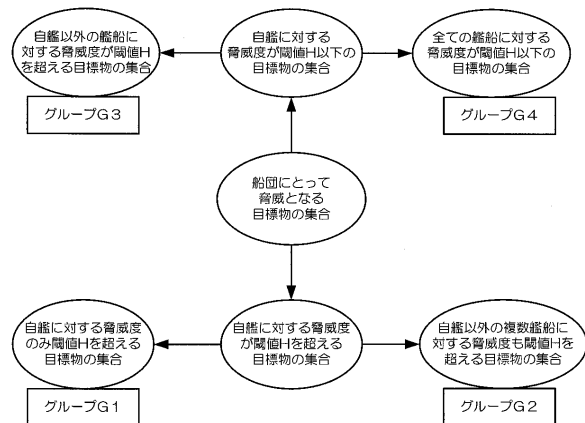 自艦以外の艦船に
対する脅威度が閾値H
を超える目標物の集合
グループG3
自艦に対する
脅威度が閾値H以下の
目標物の集合
全ての艦船に対する
脅威度が閾値H以下の
目標物の集合
グループG4
船団にとって
脅威となる
目標物の集合
自艦に対する脅威度
のみ閾値Hを超える
目標物の集合
グループG1
自艦に対する脅威度
が閾値Hを超える
目標物の集合
自艦以外の複数艦船に
対する脅威度も閾値Hを
超える目標物の集合
グループG2